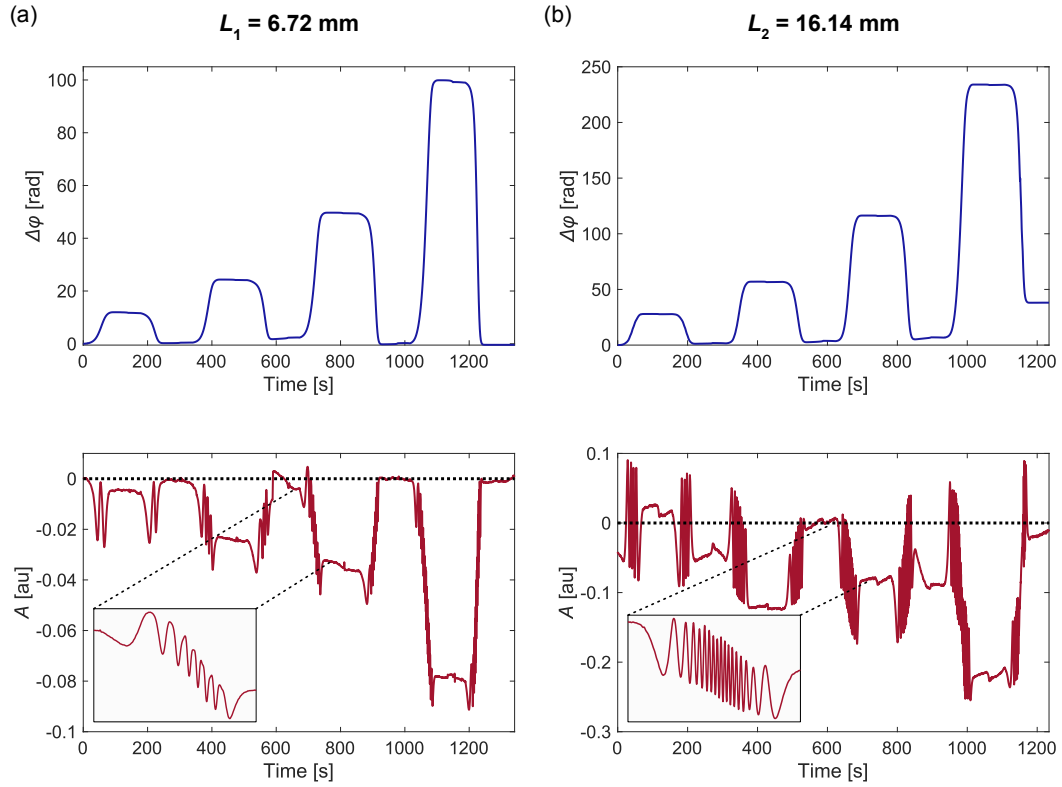 (a)
L1 = 6.72 mm
(b)
L2 = 16.14 mm
100
80
60
40
20
0
Δφ [rad]
0 200 400 600 800 1000 1200
Time [s]
250
200
150
100
50
0
Δφ [rad]
0 200 400 600 800 1000 1200
Time [s]
0
-0.02
-0.04
-0.06
-0.08
-0.1
A [au]
0 200 400 600 800 1000 1200
Time [s]
0.1
0
-0.1
-0.2
-0.3
A [au]
0 200 400 600 800 1000 1200
Time [s]